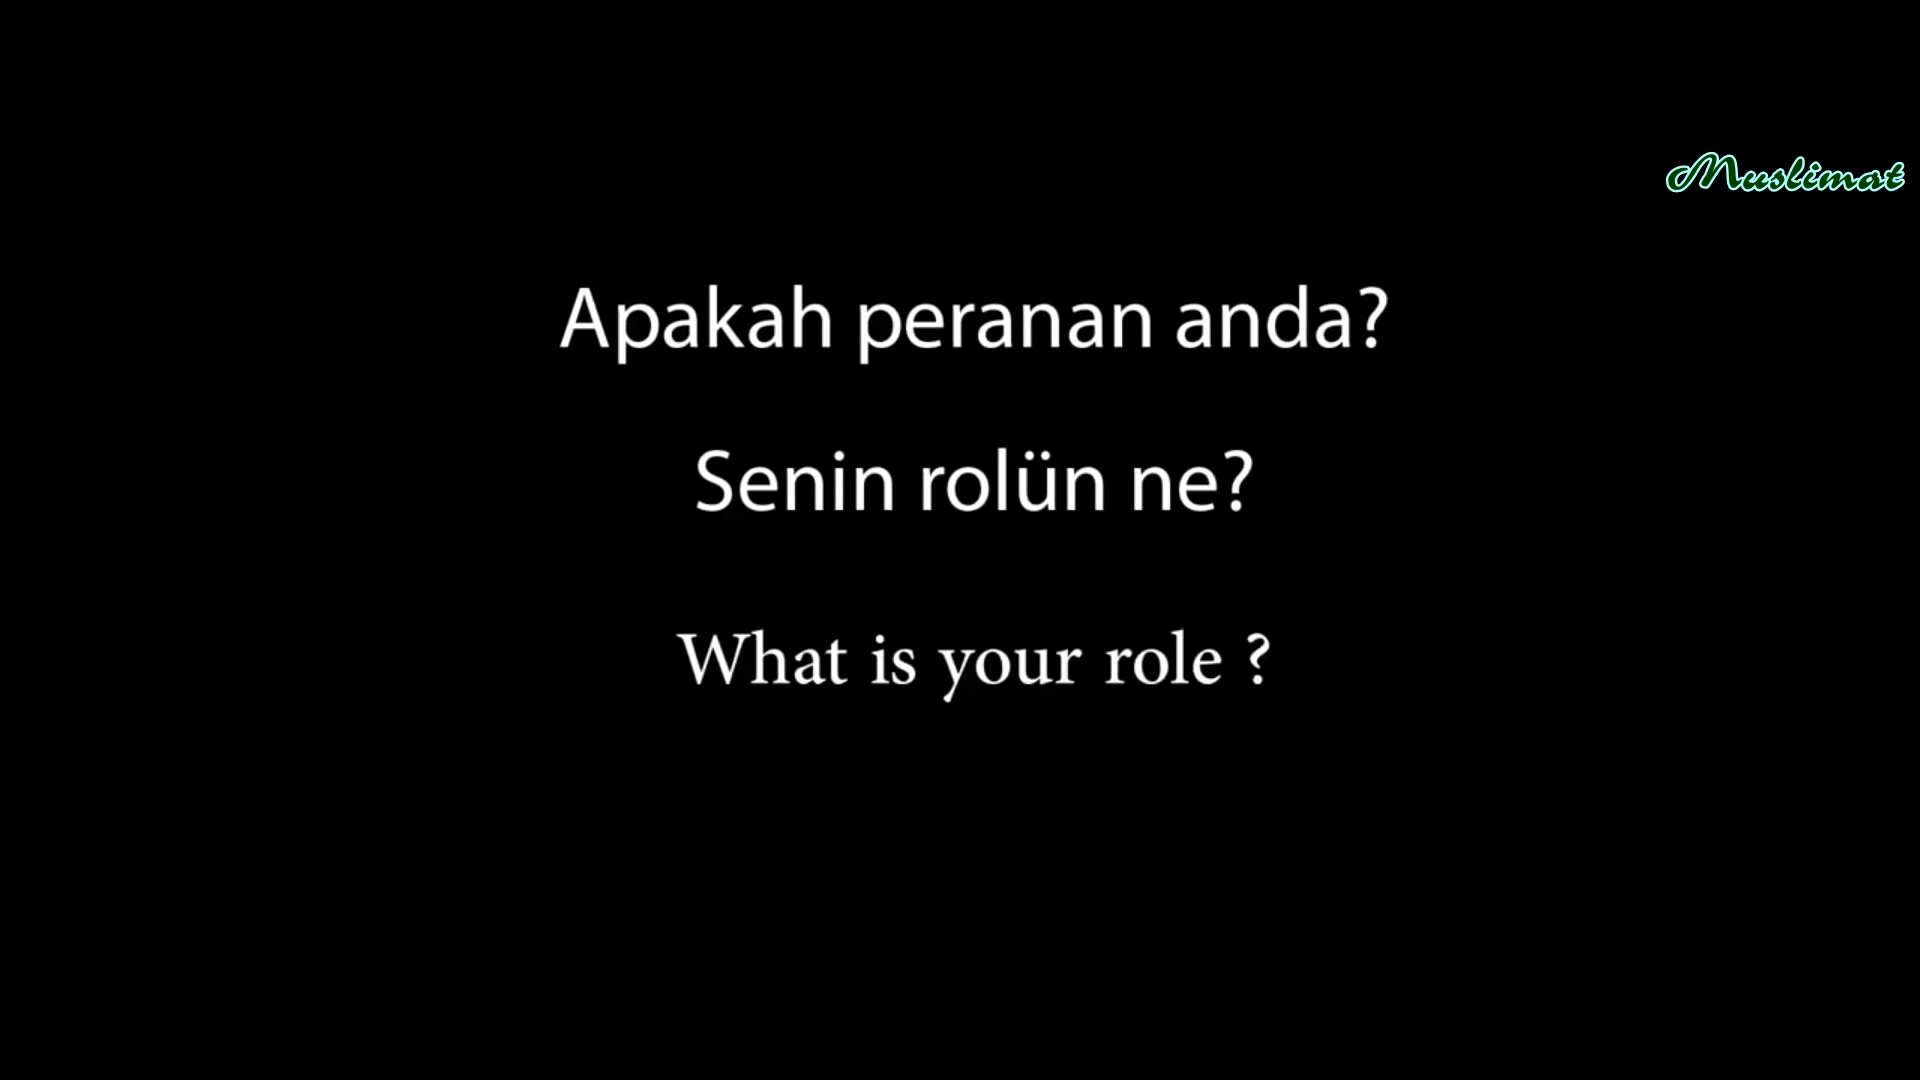 Muslimat
Apakah peranan anda?
Senin rolün ne?
What is your role ?